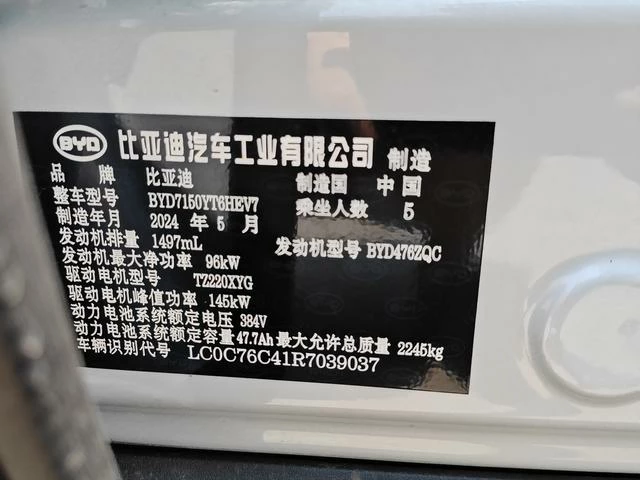 BYD 比亚迪汽车工业有限公司 制造
品牌 比亚迪 制造国 中国
整车型号 BYD7150YT6HEV7 乘坐人数 5
制造年月 2024 年 5 月
发动机排量 1497mL 发动机型号 BYD476ZQC
发动机最大净功率 96kW
驱动电机型号 TZ220XYG
驱动电机峰值功率 145kW
动力电池系统额定电压 384V
动力电池系统额定容量47.7Ah 最大允许总质量 2245kg
车辆识别代号 LC0C76C41R7039037